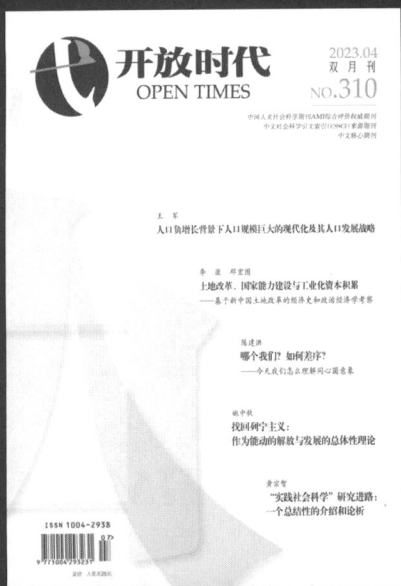 开放时代
OPEN TIMES
2023.04
双月刊
NO.310
中国人文社会科学期刊AMI综合评价权威期刊
中文社会科学引文索引(CSSCI)来源期刊
中文核心期刊
王 军
人口负增长背景下人口规模巨大的现代化及其人口发展战略
李 嘉 郑宏图
土地改革、国家能力建设与工业化资本积累
——基于新中国土地改革的经济史和政治经济学考察
陈建洪
哪个我们?如何差序?
——今天我们怎么理解同心圆意象
姚中秋
找回列宁主义:
作为能动的解放与发展的总体性理论
黄宗智
“实践社会科学”研究进路:
一个总结性的介绍和论析
ISSN 1004-2938
07>
9 771004 293231